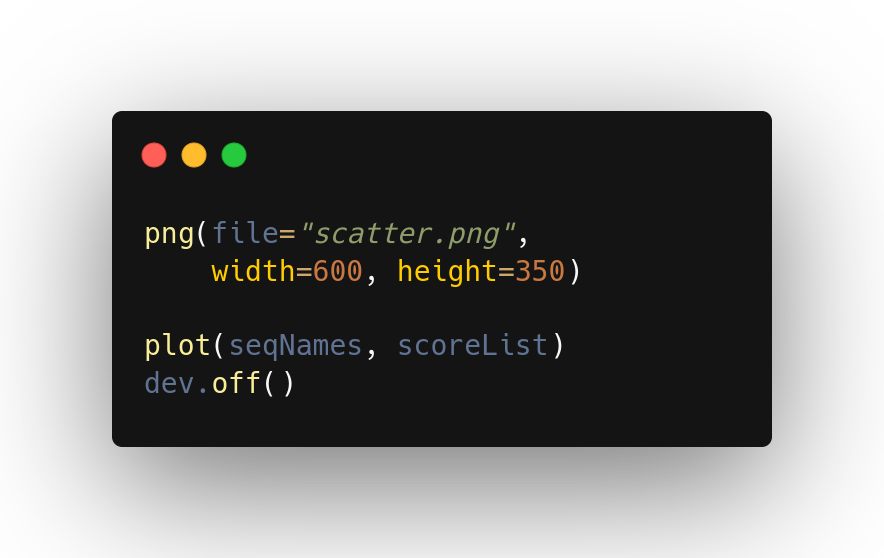 png(file="scatter.png",
    width=600, height=350)

plot(seqNames, scoreList)
dev.off()